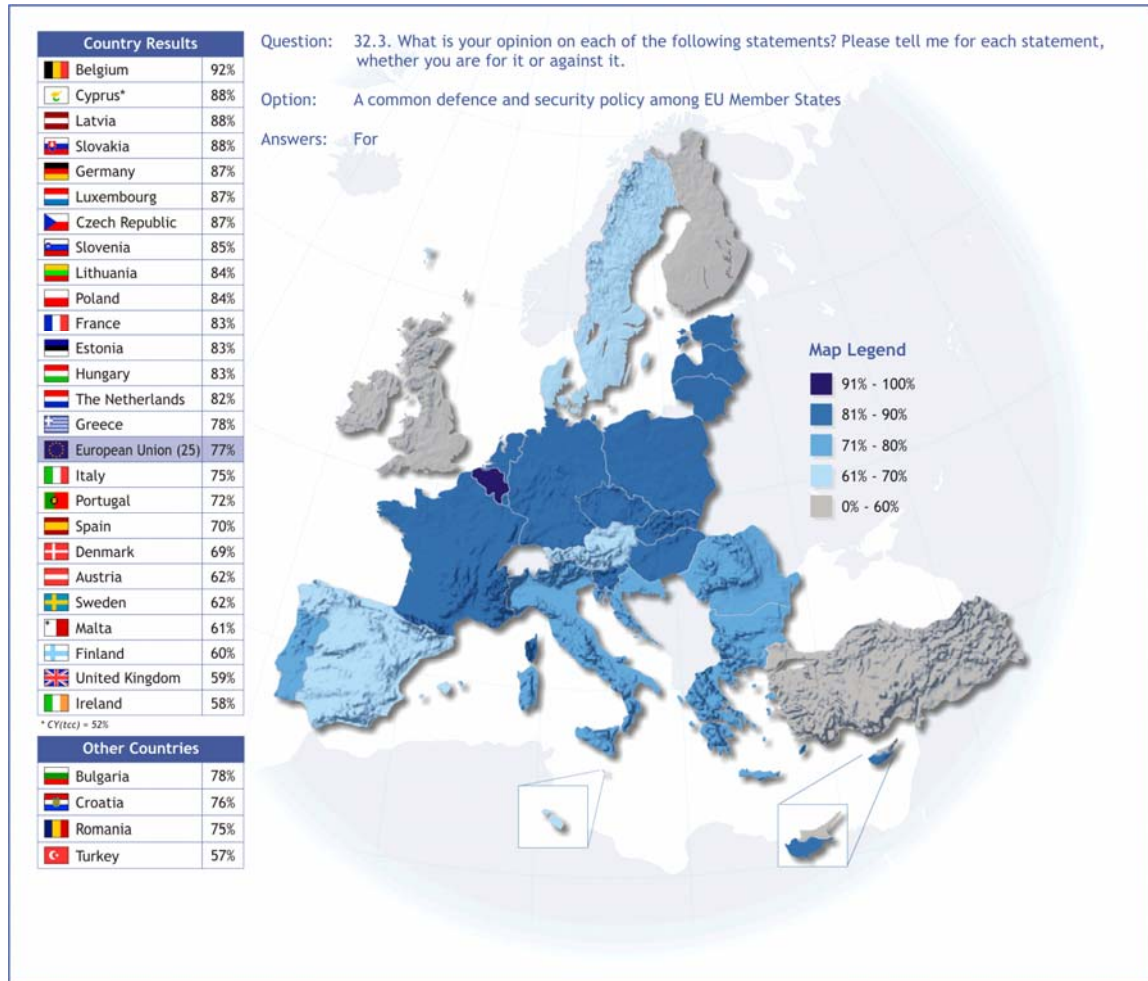 Country Results
Belgium 92%
Cyprus* 88%
Latvia 88%
Slovakia 88%
Germany 87%
Luxembourg 87%
Czech Republic 87%
Slovenia 85%
Lithuania 84%
Poland 84%
France 83%
Estonia 83%
Hungary 83%
The Netherlands 82%
Greece 78%
European Union (25) 77%
Italy 75%
Portugal 72%
Spain 70%
Denmark 69%
Austria 62%
Sweden 62%
Malta 61%
Finland 60%
United Kingdom 59%
Ireland 58%
* CY(tcc) = 52%
Other Countries
Bulgaria 78%
Croatia 76%
Romania 75%
Turkey 57%
Question: 32.3. What is your opinion on each of the following statements? Please tell me for each statement,
whether you are for it or against it.
Option: A common defence and security policy among EU Member States
Answers: For
Map Legend
91% - 100%
81% - 90%
71% - 80%
61% - 70%
0% - 60%